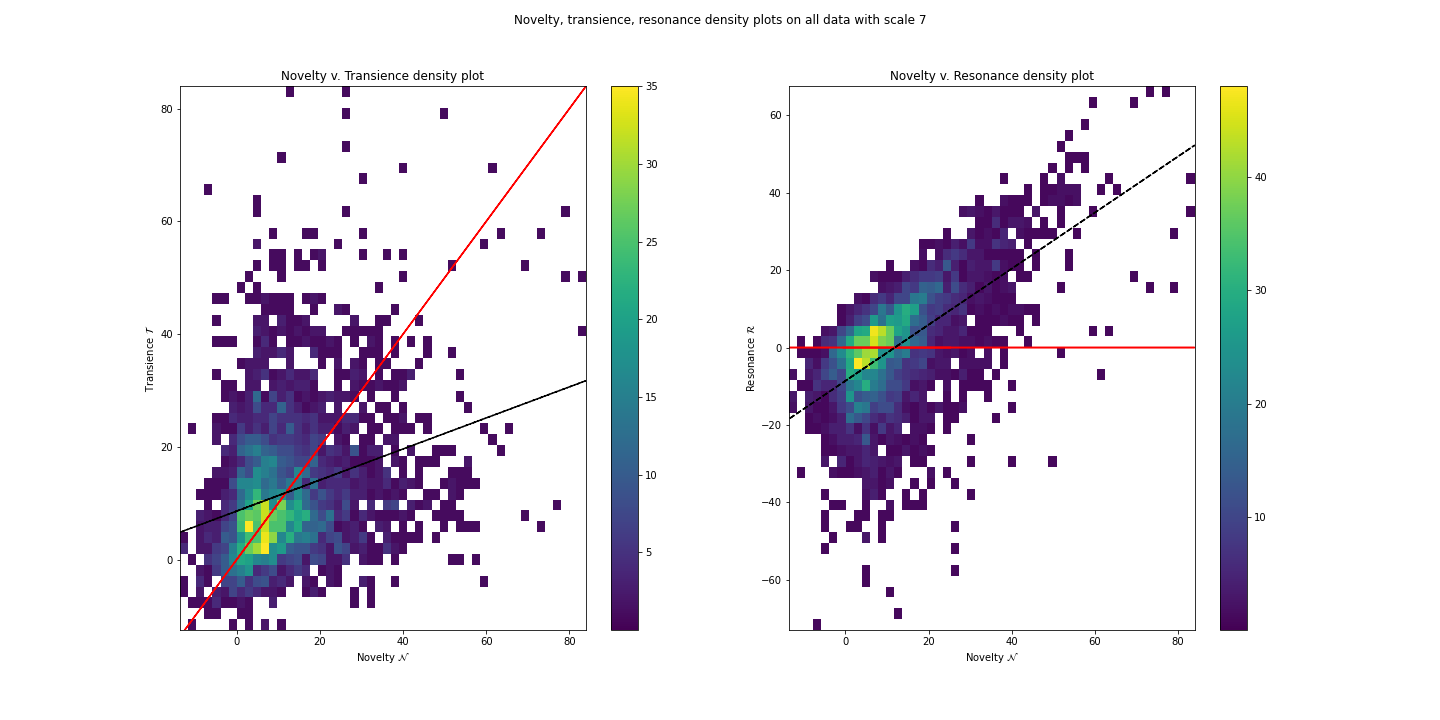 Novelty, transience, resonance density plots on all data with scale 7
Novelty v. Transience density plot
80
60
40
20
0
Transience 𝒯
0 20 40 60 80
Novelty 𝒩
35
30
25
20
15
10
5
Novelty v. Resonance density plot
60
40
20
0
−20
−40
−60
Resonance ℛ
0 20 40 60 80
Novelty 𝒩
40
30
20
10